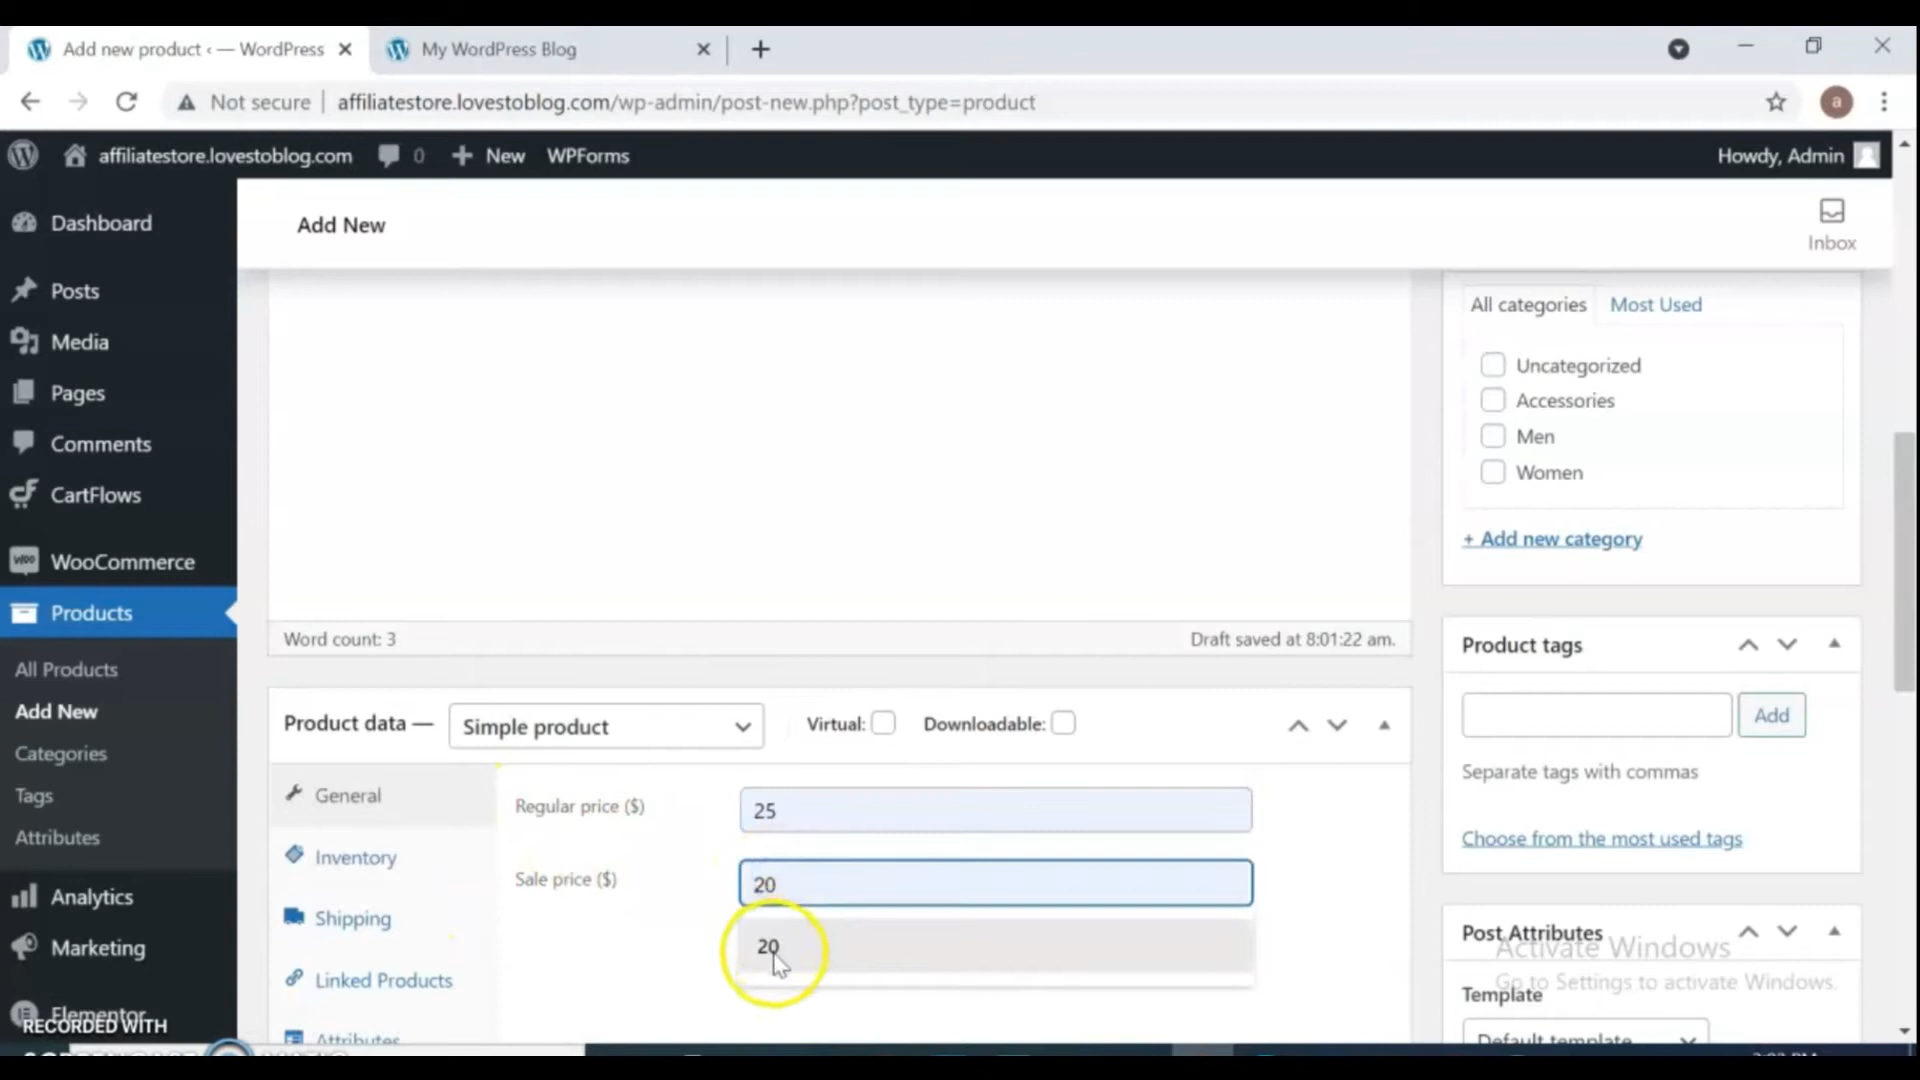 Add new product ‹ — WordPress
My WordPress Blog
Not secure
affiliatestore.lovestoblog.com/wp-admin/post-new.php?post_type=product
a
affiliatestore.lovestoblog.com
0
New
WPForms
Howdy, Admin
Dashboard
Posts
Media
Pages
Comments
CartFlows
WooCommerce
Products
All Products
Add New
Categories
Tags
Attributes
Analytics
Marketing
Elementor
RECORDED WITH
Add New
Inbox
Word count: 3
Draft saved at 8:01:22 am.
Product data —
Simple product
Virtual:
Downloadable:
General
Inventory
Shipping
Linked Products
Attributes
Regular price ($)
25
Sale price ($)
20
20
All categories
Most Used
Uncategorized
Accessories
Men
Women
+ Add new category
Product tags
Add
Separate tags with commas
Choose from the most used tags
Post Attributes
Activate Windows
Go to Settings to activate Windows.
Template
Default template